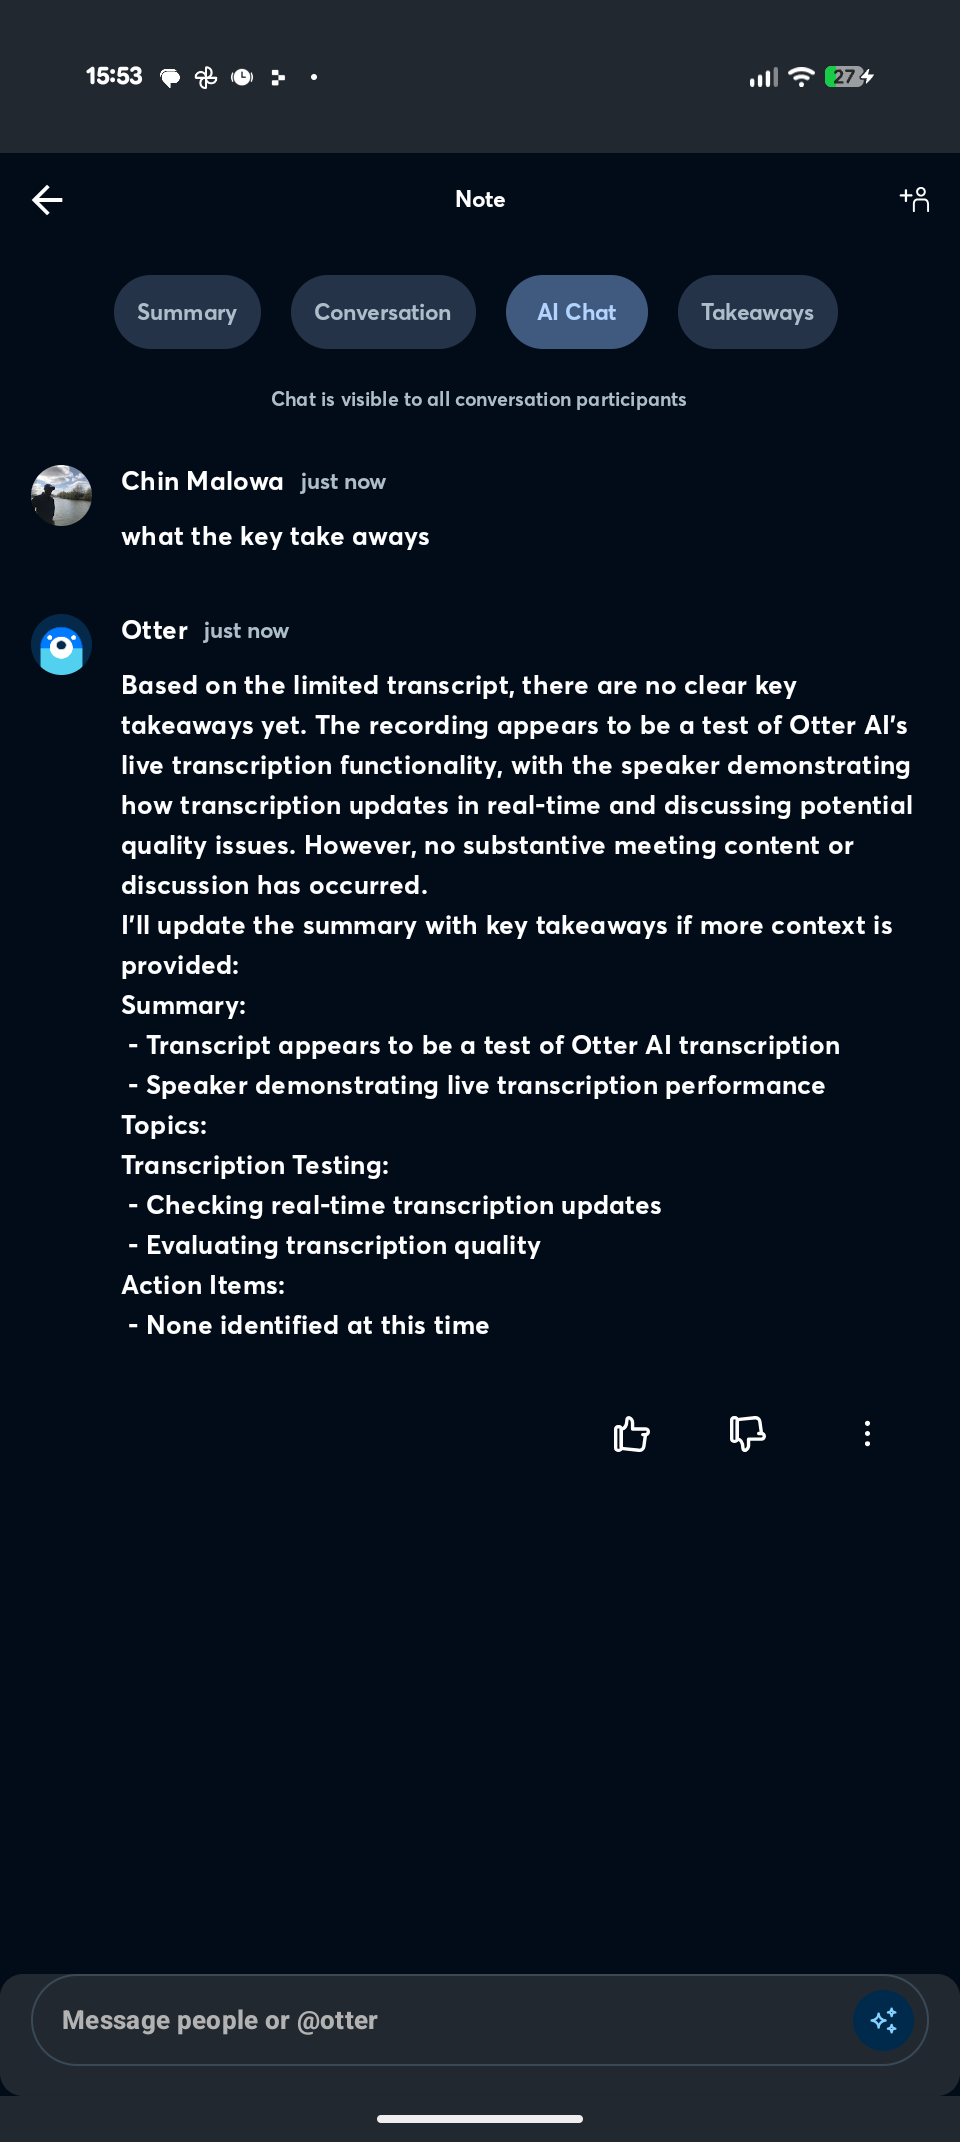 15:53
27
Note
Summary
Conversation
AI Chat
Takeaways
Chat is visible to all conversation participants
Chin Malowa just now
what the key take aways
Otter just now
Based on the limited transcript, there are no clear key
takeaways yet. The recording appears to be a test of Otter AI's
live transcription functionality, with the speaker demonstrating
how transcription updates in real-time and discussing potential
quality issues. However, no substantive meeting content or
discussion has occurred.
I'll update the summary with key takeaways if more context is
provided:
Summary:
- Transcript appears to be a test of Otter AI transcription
- Speaker demonstrating live transcription performance
Topics:
Transcription Testing:
- Checking real-time transcription updates
- Evaluating transcription quality
Action Items:
- None identified at this time
Message people or @otter